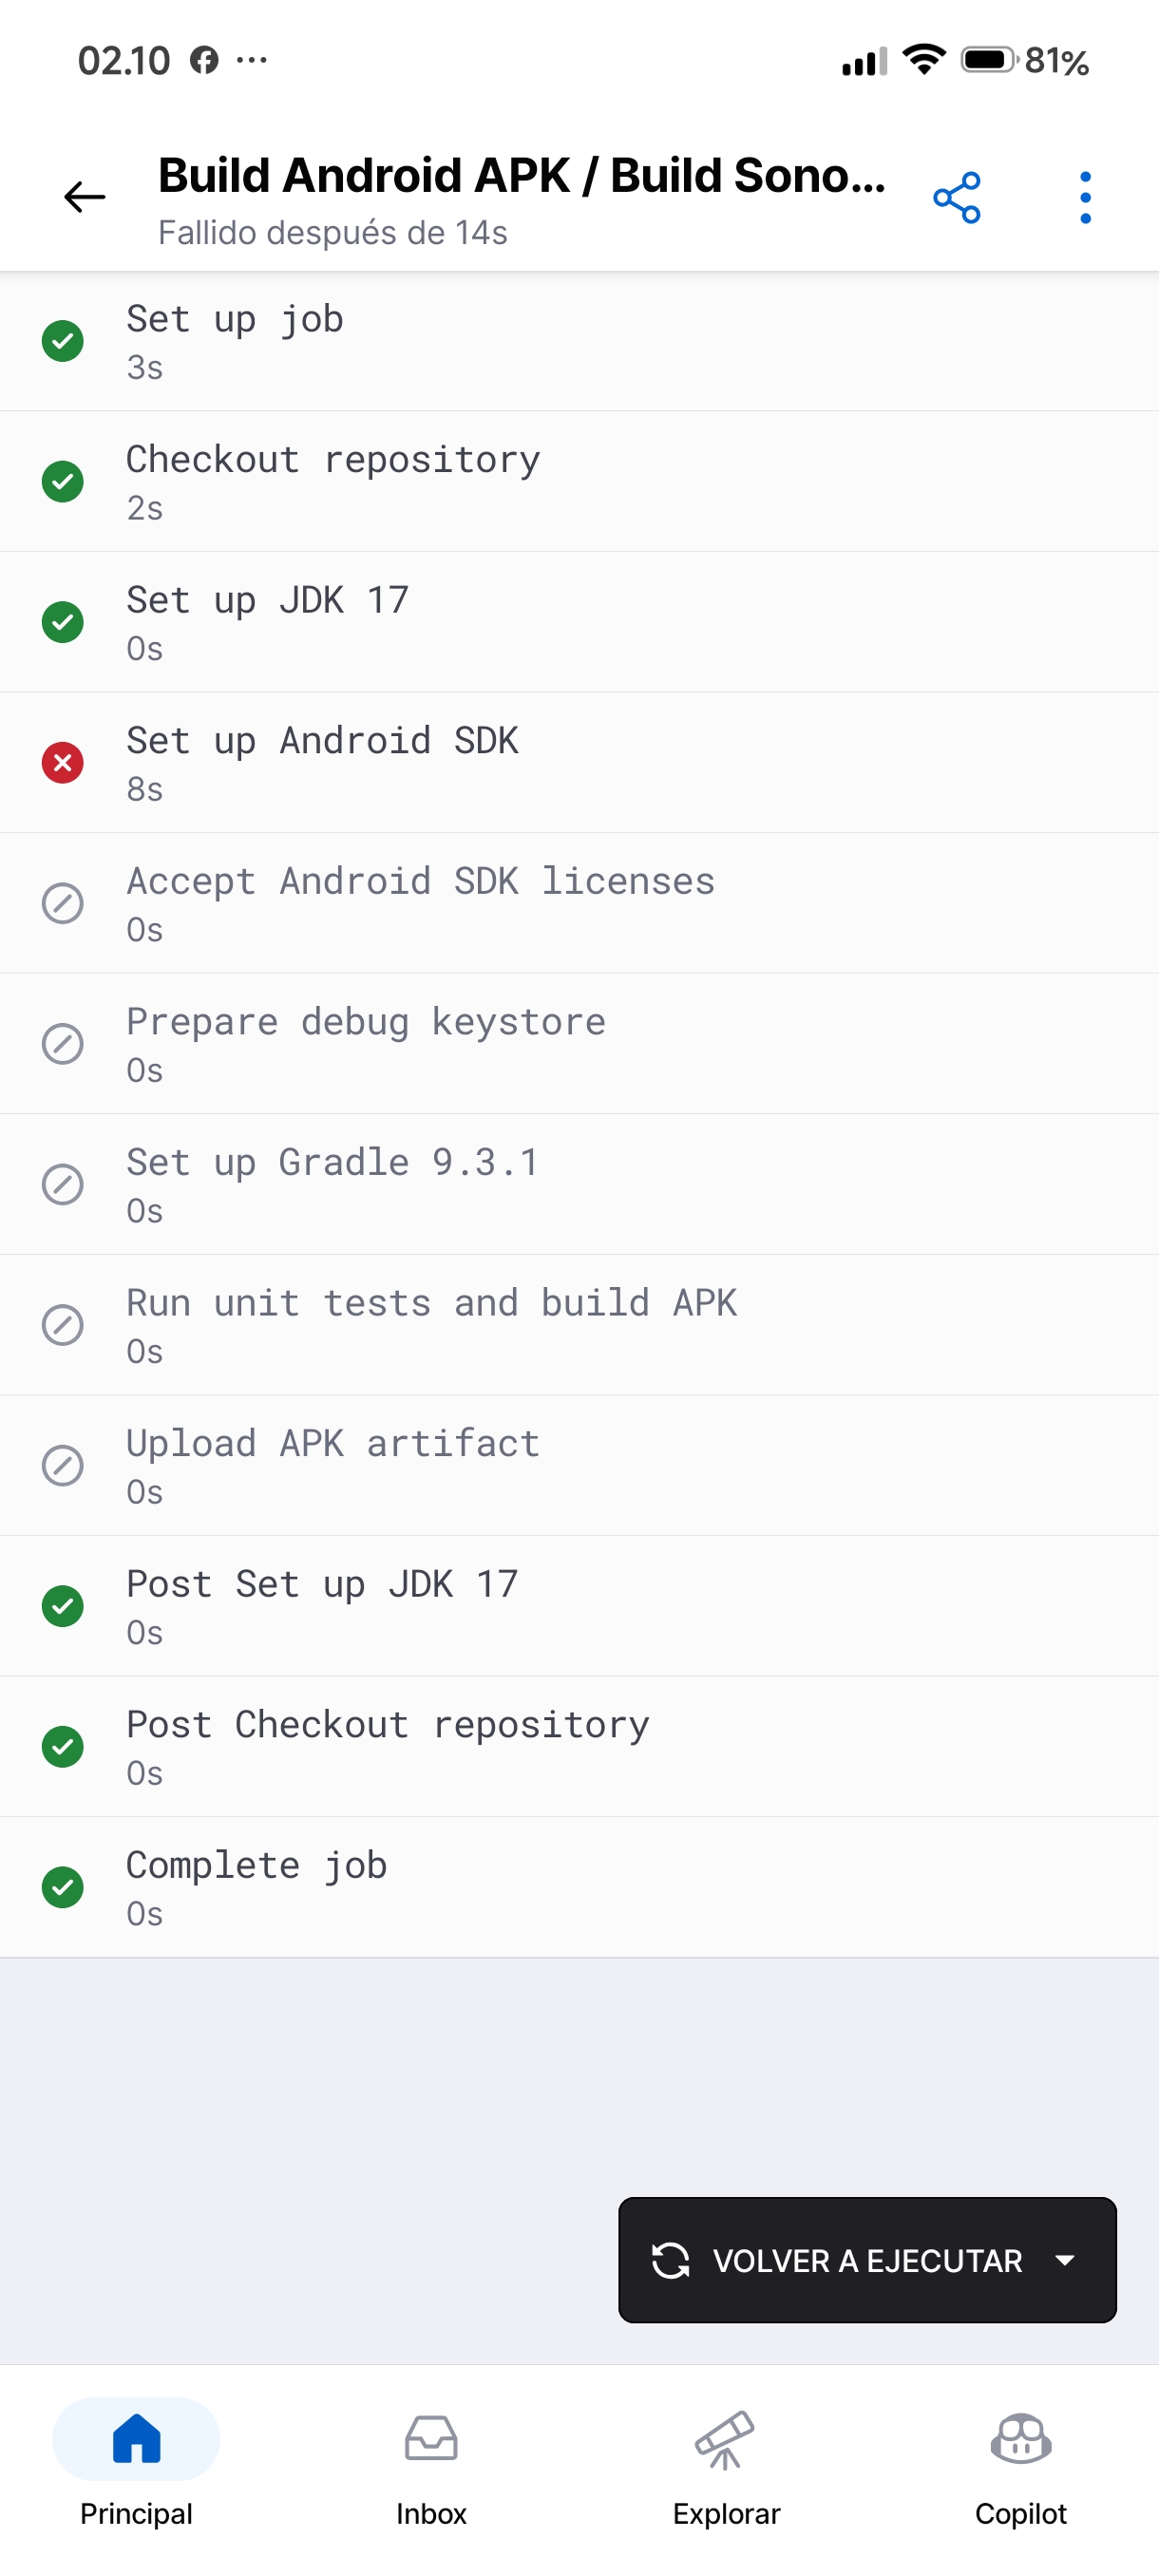 02.10 ... 81%
Build Android APK / Build Sono...
Fallido después de 14s
Set up job
3s
Checkout repository
2s
Set up JDK 17
0s
Set up Android SDK
8s
Accept Android SDK licenses
0s
Prepare debug keystore
0s
Set up Gradle 9.3.1
0s
Run unit tests and build APK
0s
Upload APK artifact
0s
Post Set up JDK 17
0s
Post Checkout repository
0s
Complete job
0s
VOLVER A EJECUTAR
Principal Inbox Explorar Copilot